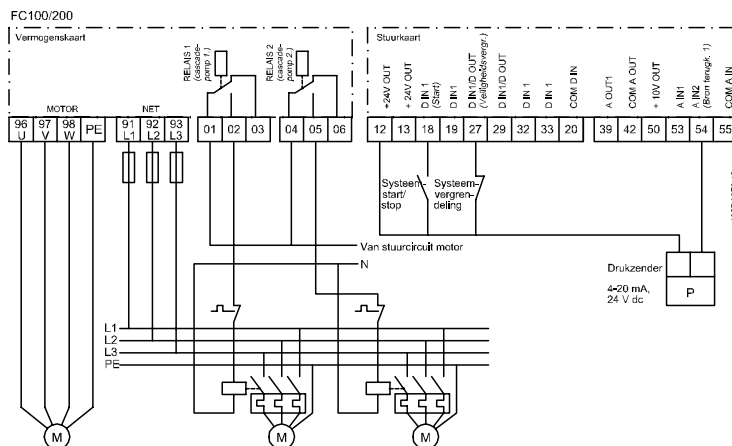 FC100/200
Vermogenskaart
Stuurkaart
RELAIS 1
(cascade-
pomp 1.)
RELAIS 2
(cascade-
pomp 2.)
+24V OUT
+ 24V OUT
D IN 1
(Start)
D IN1
DIN1/D OUT
(Veiligheidsvergr.)
DIN1/D OUT
D IN 1
D IN 1
COM D IN
A OUT1
COM A OUT
+ 10V OUT
A IN1
A IN2
(Bron terugk. 1)
COM A IN
MOTOR
NET
96 97 98 PE
U V W
91 92 93
L1 L2 L3
01 02 03
04 05 06
12 13 18 19 27 29 32 33 20
39 42 50 53 54 55
Systeem
start/
stop
Systeem-
vergren-
deling
Van stuurcircuit motor
N
Drukzender
4-20 mA,
24 V dc
P
L1
L2
L3
PE
M
M
M